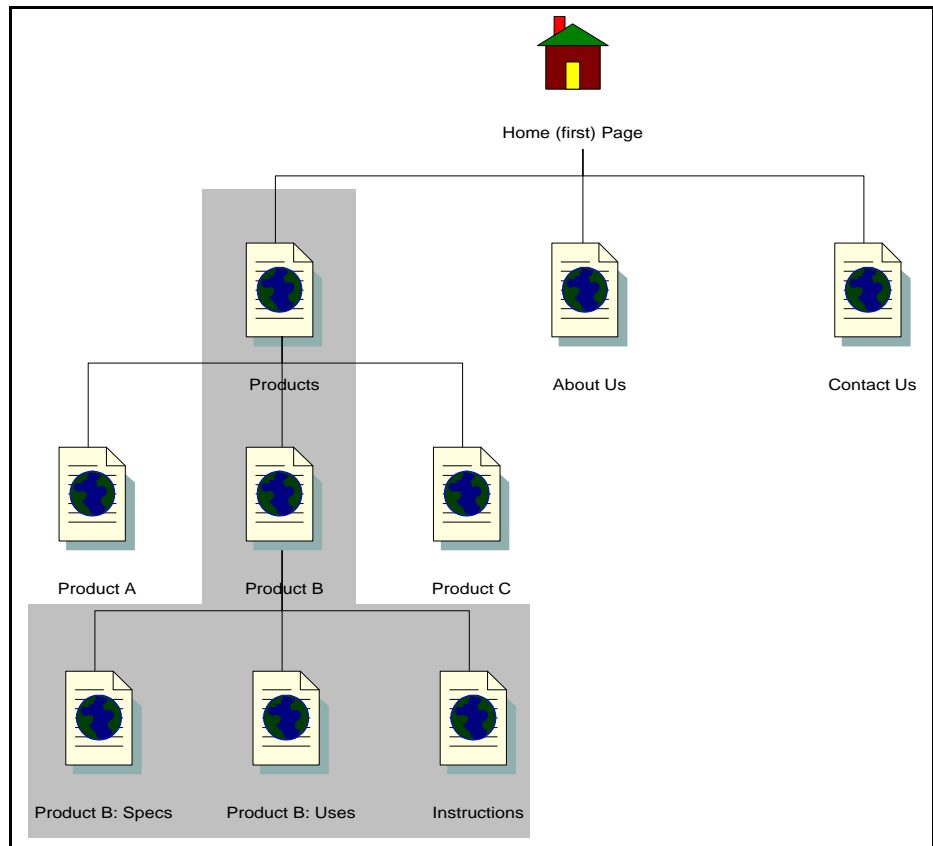 Home (first) Page
Products
About Us
Contact Us
Product A
Product B
Product C
Product B: Specs
Product B: Uses
Instructions